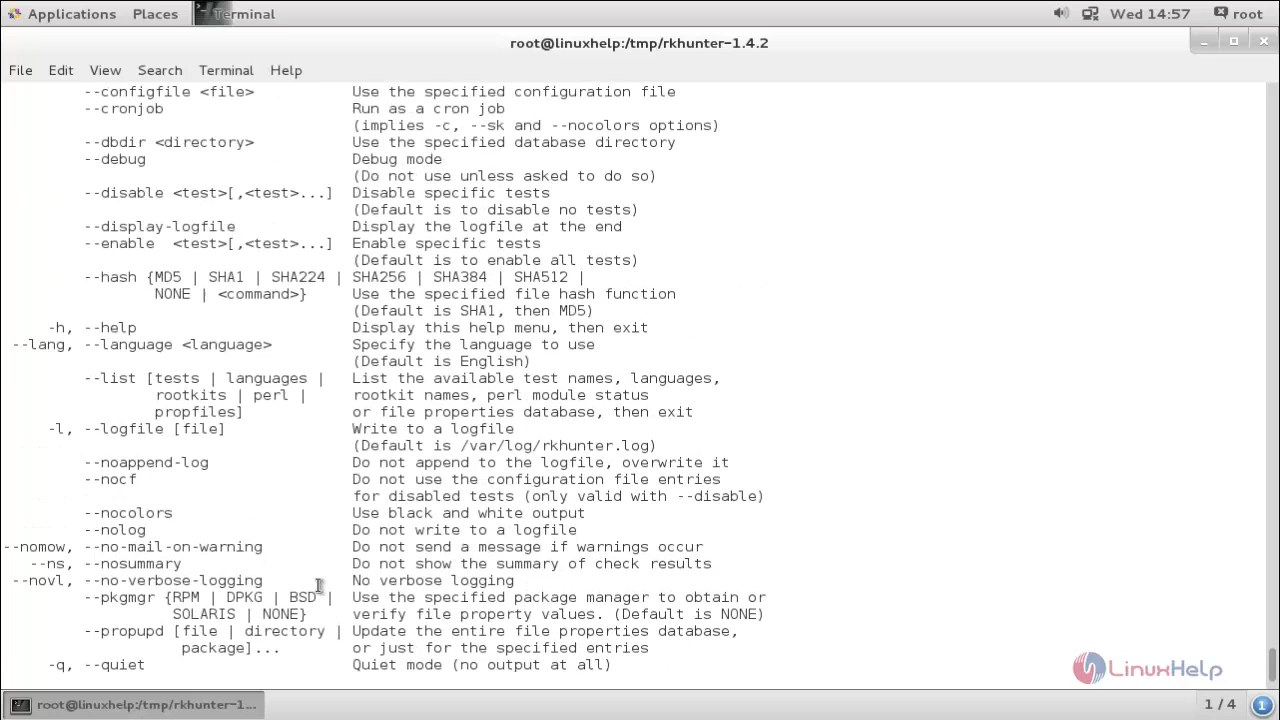 Applications Places Terminal Wed 14:57 root
root@linuxhelp:/tmp/rkhunter-1.4.2
File Edit View Search Terminal Help
--configfile <file> Use the specified configuration file
--cronjob Run as a cron job
(implies -c, --sk and --nocolors options)
--dbdir <directory> Use the specified database directory
--debug Debug mode
(Do not use unless asked to do so)
--disable <test>[,<test>...] Disable specific tests
(Default is to disable no tests)
--display-logfile Display the logfile at the end
--enable <test>[,<test>...] Enable specific tests
(Default is to enable all tests)
--hash {MD5 | SHA1 | SHA224 | SHA256 | SHA384 | SHA512 |
NONE | <command>} Use the specified file hash function
(Default is SHA1, then MD5)
-h, --help Display this help menu, then exit
--lang, --language <language> Specify the language to use
(Default is English)
--list [tests | languages | List the available test names, languages,
rootkits | perl | rootkit names, perl module status
propfiles] or file properties database, then exit
-l, --logfile [file] Write to a logfile
(Default is /var/log/rkhunter.log)
--noappend-log Do not append to the logfile, overwrite it
--nocf Do not use the configuration file entries
for disabled tests (only valid with --disable)
--nocolors Use black and white output
--nolog Do not write to a logfile
--nomow, --no-mail-on-warning Do not send a message if warnings occur
--ns, --nosummary Do not show the summary of check results
--novl, --no-verbose-logging No verbose logging
--pkgmgr {RPM | DPKG | BSD | Use the specified package manager to obtain or
SOLARIS | NONE} verify file property values. (Default is NONE)
--propupd [file | directory | Update the entire file properties database,
package]... or just for the specified entries
-q, --quiet Quiet mode (no output at all)
LinuxHelp
root@linuxhelp:/tmp/rkhunter-1... 1 / 4 1